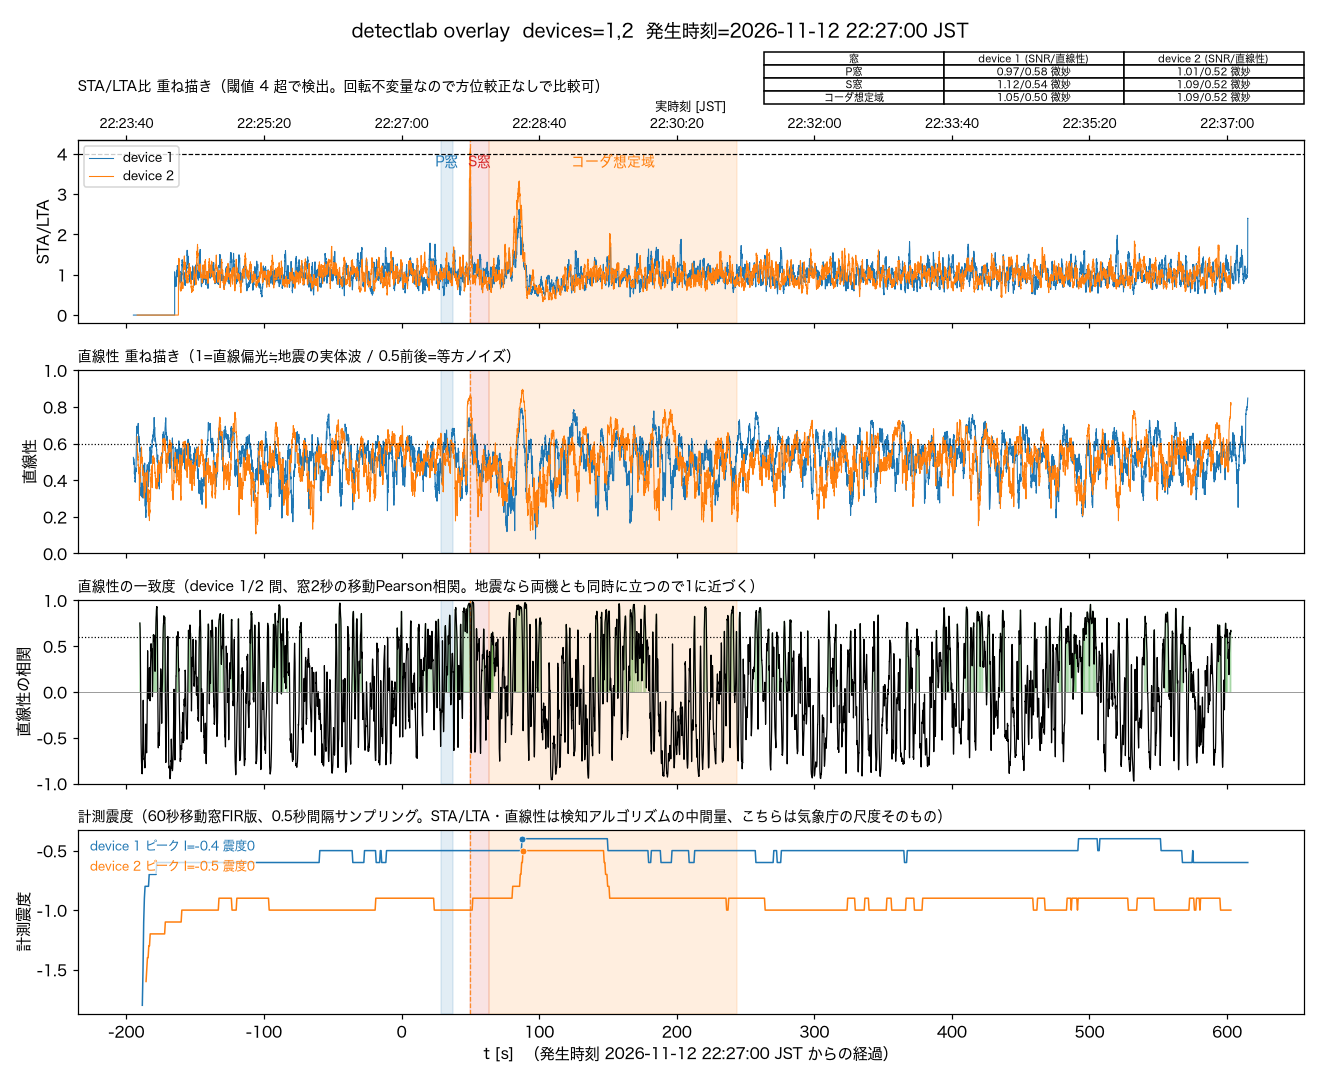 detectlab overlay devices=1,2 発生時刻=2026-11-12 22:27:00 JST
窓 device 1 (SNR/直線性) device 2 (SNR/直線性)
P窓 0.97/0.58 微妙 1.01/0.52 微妙
S窓 1.12/0.54 微妙 1.09/0.52 微妙
コーダ想定域 1.05/0.50 微妙 1.09/0.52 微妙
STA/LTA比 重ね描き（閾値 4 超で検出。回転不変量なので方位較正なしで比較可）
実時刻 [JST]
22:23:40 22:25:20 22:27:00 22:28:40 22:30:20 22:32:00 22:33:40 22:35:20 22:37:00
device 1
device 2
P窓 S窓 コーダ想定域
STA/LTA
4
3
2
1
0
直線性 重ね描き（1=直線偏光≒地震の実体波 / 0.5前後=等方ノイズ）
直線性
1.0
0.8
0.6
0.4
0.2
0.0
直線性の一致度（device 1/2 間、窓2秒の移動Pearson相関。地震なら両機とも同時に立つので1に近づく）
直線性の相関
1.0
0.5
0.0
-0.5
-1.0
計測震度（60秒移動窓FIR版、0.5秒間隔サンプリング。STA/LTA・直線性は検知アルゴリズムの中間量、こちらは気象庁の尺度そのもの）
device 1 ピーク I=-0.4 震度0
device 2 ピーク I=-0.5 震度0
計測震度
-0.5
-1.0
-1.5
-200 -100 0 100 200 300 400 500 600
t [s] （発生時刻 2026-11-12 22:27:00 JST からの経過）